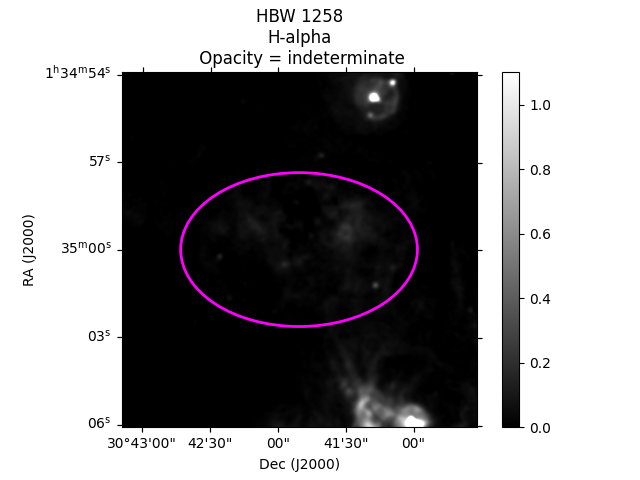 HBW 1258
H-alpha
Opacity = indeterminate
1ʰ34ᵐ54ˢ
57ˢ
35ᵐ00ˢ
03ˢ
06ˢ
RA (J2000)
30°43'00" 42'30" 00" 41'30" 00"
Dec (J2000)
1.0
0.8
0.6
0.4
0.2
0.0